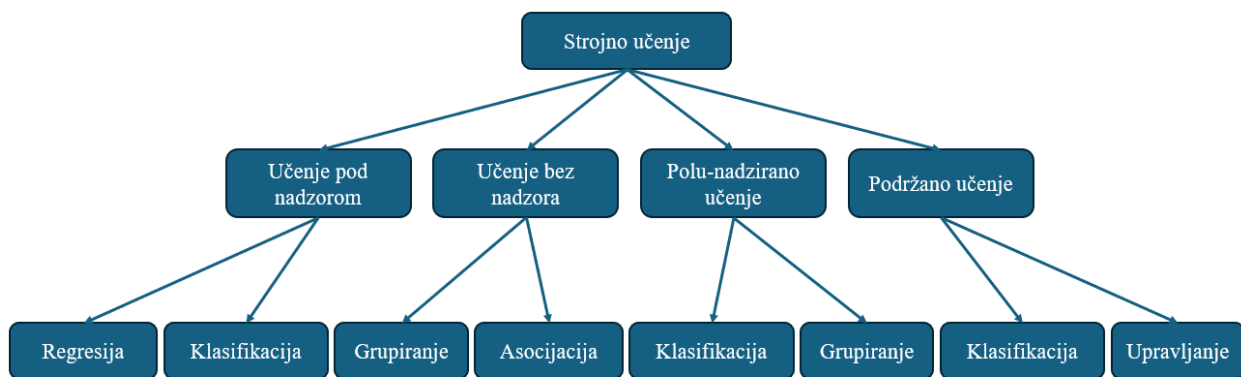 Strojno učenje
Učenje pod
nadzorom
Učenje bez
nadzora
Polu-nadzirano
učenje
Podržano učenje
Regresija
Klasifikacija
Grupiranje
Asocijacija
Klasifikacija
Grupiranje
Klasifikacija
Upravljanje